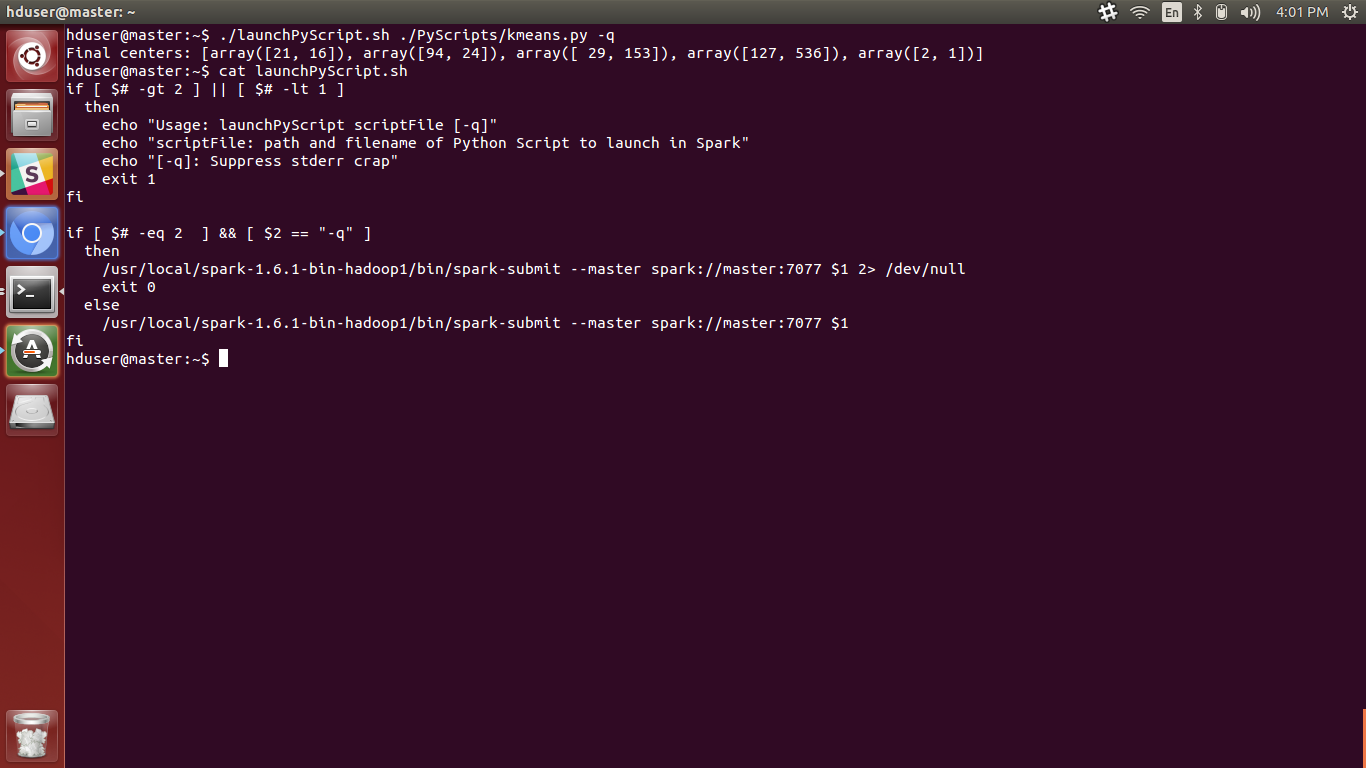 hduser@master: ~
En
4:01 PM
hduser@master:~$ ./launchPyScript.sh ./PyScripts/kmeans.py -q
Final centers: [array([21, 16]), array([94, 24]), array([ 29, 153]), array([127, 536]), array([2, 1])]
hduser@master:~$ cat launchPyScript.sh
if [ $# -gt 2 ] || [ $# -lt 1 ]
  then
    echo "Usage: launchPyScript scriptFile [-q]"
    echo "scriptFile: path and filename of Python Script to launch in Spark"
    echo "[-q]: Suppress stderr crap"
    exit 1
fi

if [ $# -eq 2  ] && [ $2 == "-q" ]
  then
    /usr/local/spark-1.6.1-bin-hadoop1/bin/spark-submit --master spark://master:7077 $1 2> /dev/null
    exit 0
  else
    /usr/local/spark-1.6.1-bin-hadoop1/bin/spark-submit --master spark://master:7077 $1
fi
hduser@master:~$